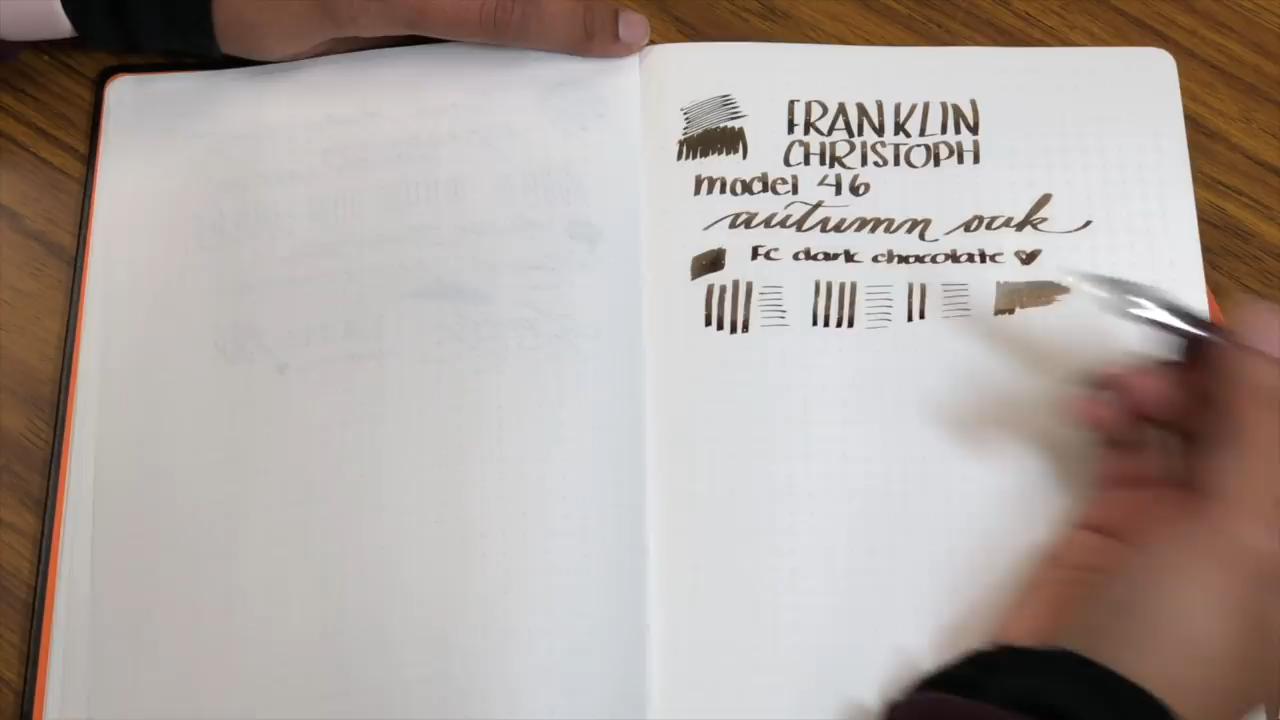 FRANKLIN
CHRISTOPH
model 46
autumn oak
FC dark chocolate